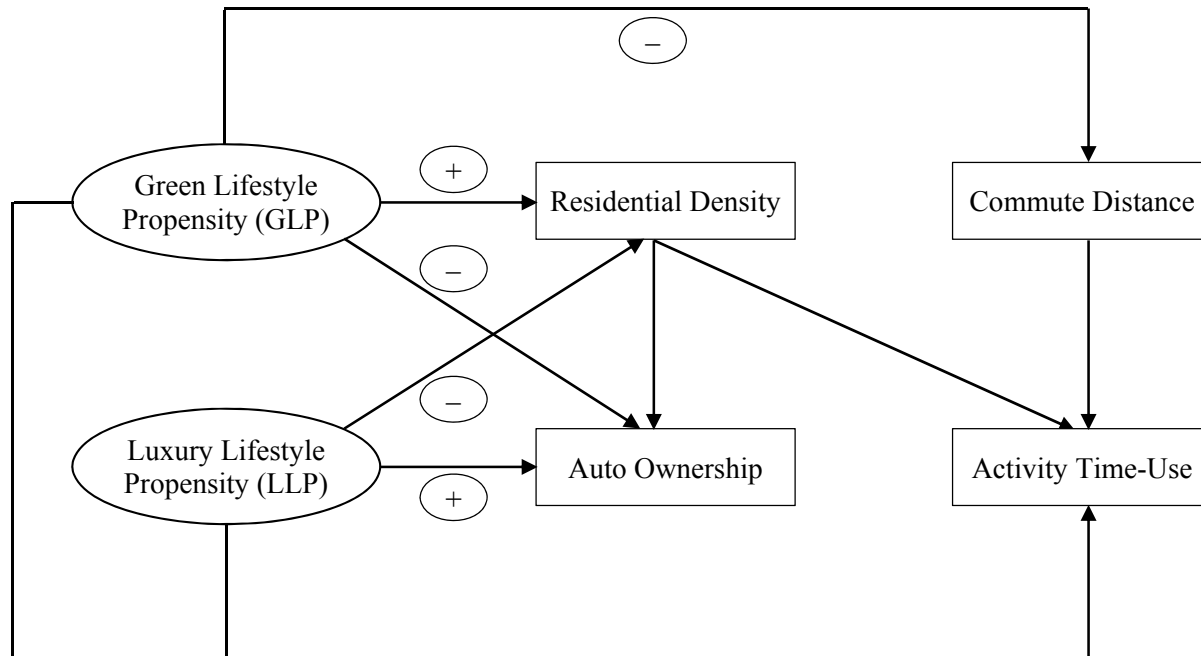 –
Green Lifestyle
Propensity (GLP)
+
Residential Density
Commute Distance
–
–
Luxury Lifestyle
Propensity (LLP)
+
Auto Ownership
Activity Time-Use